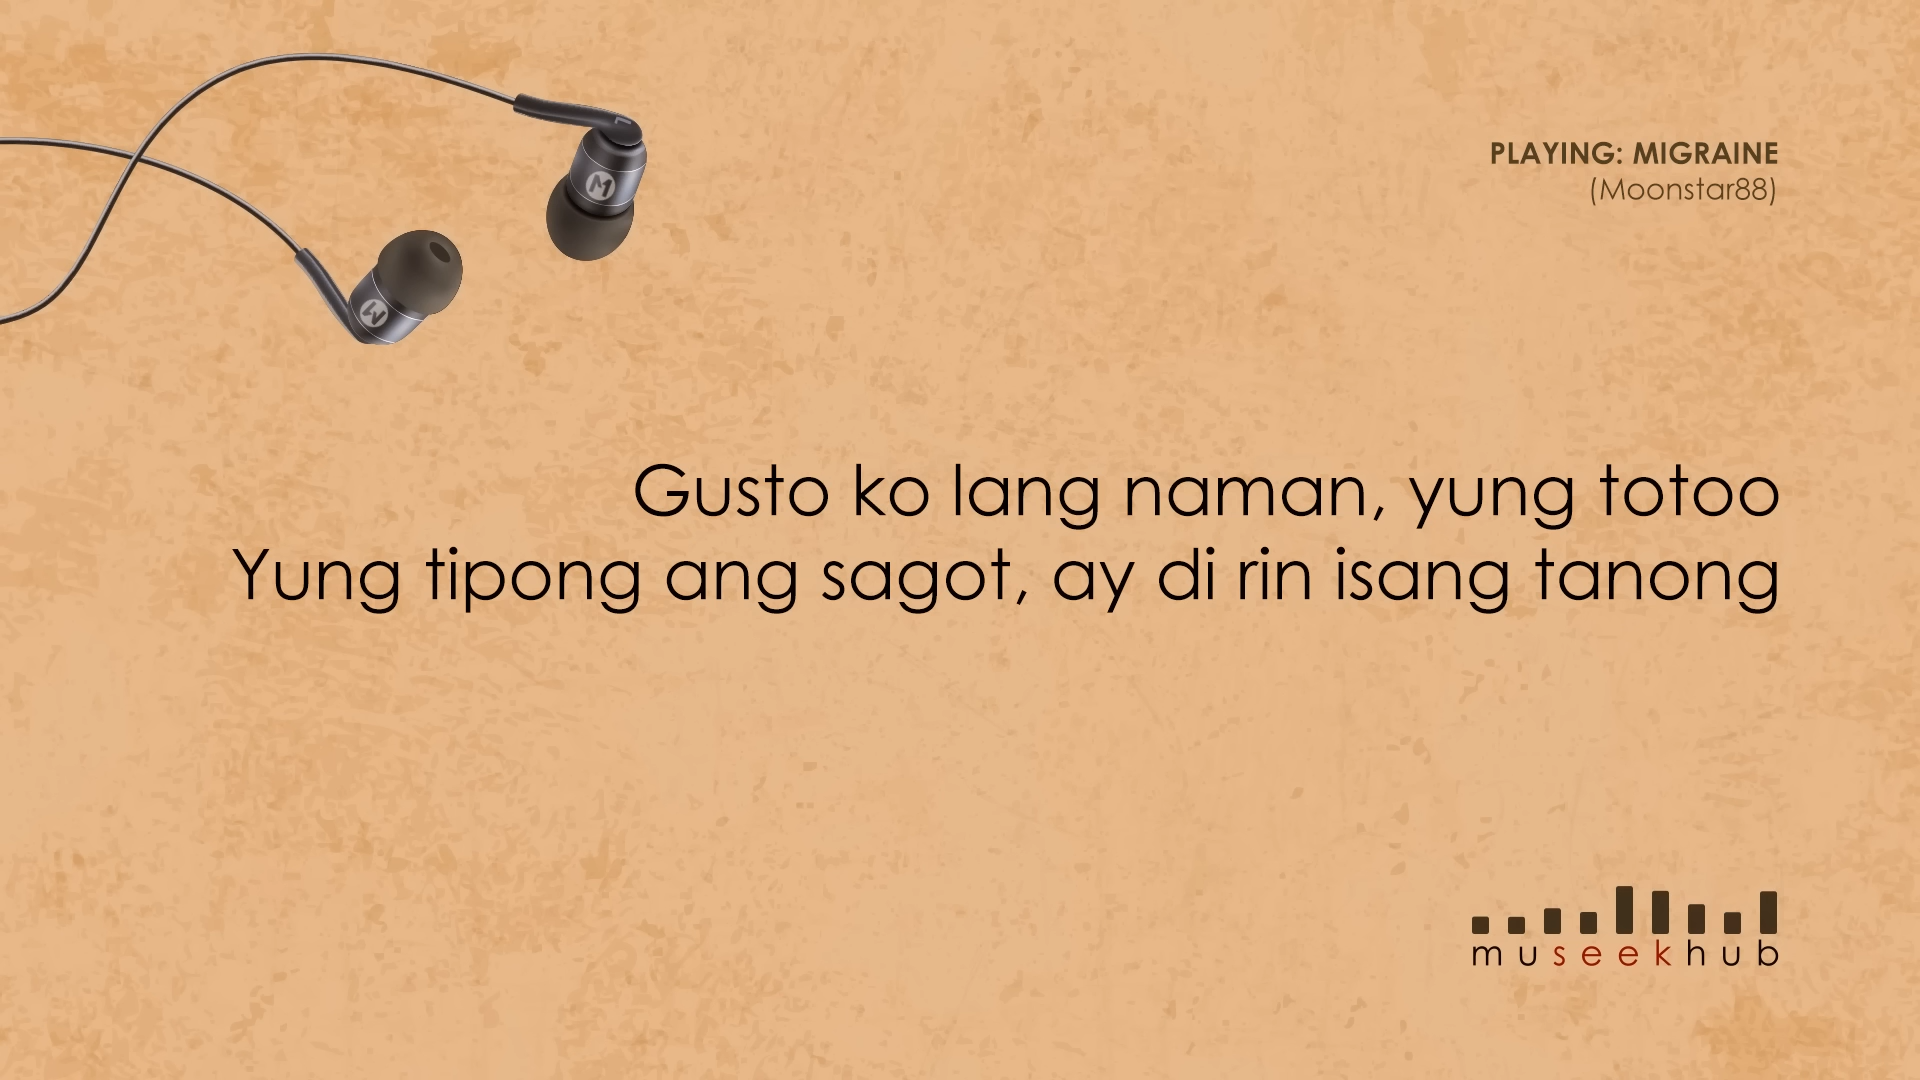 PLAYING: MIGRAINE
(Moonstar88)
Gusto ko lang naman, yung totoo
Yung tipong ang sagot, ay di rin isang tanong
museekhub